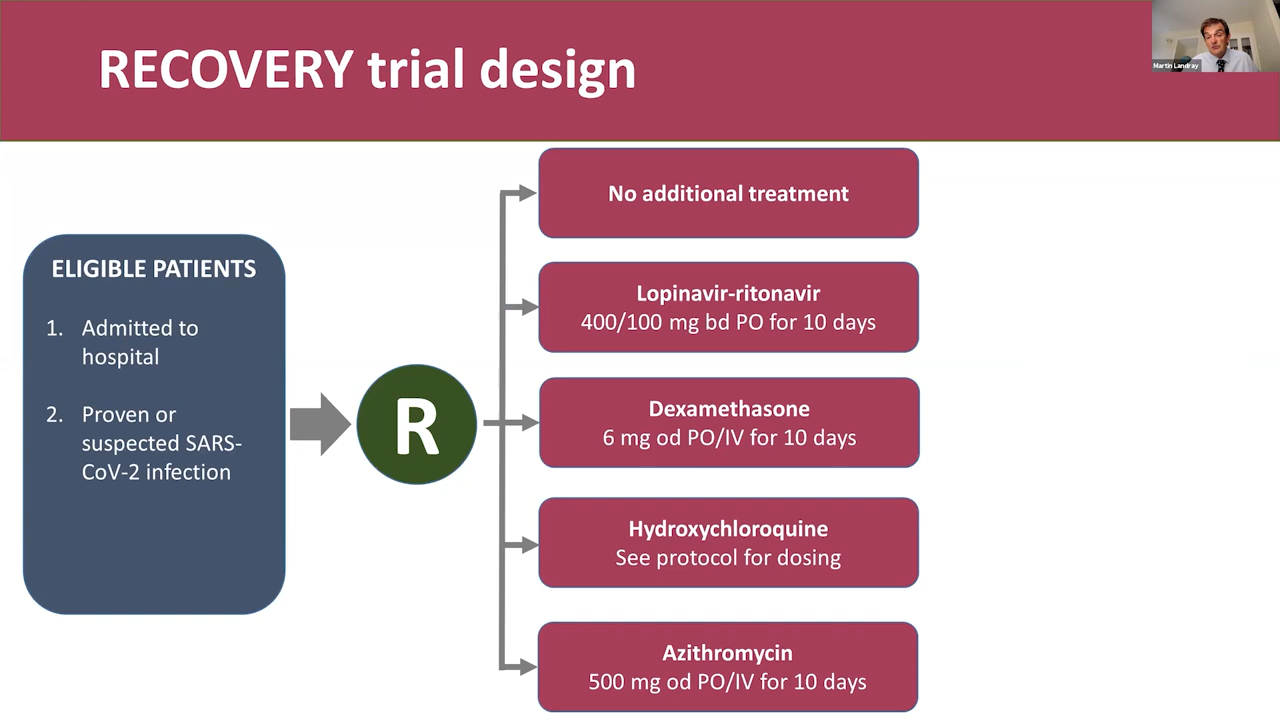 RECOVERY trial design
Martin Landray
ELIGIBLE PATIENTS
1. Admitted to
hospital
2. Proven or
suspected SARS-
CoV-2 infection
R
No additional treatment
Lopinavir-ritonavir
400/100 mg bd PO for 10 days
Dexamethasone
6 mg od PO/IV for 10 days
Hydroxychloroquine
See protocol for dosing
Azithromycin
500 mg od PO/IV for 10 days